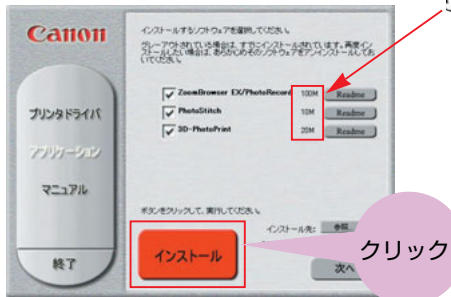 Canon
インストールするソフトウェアを選択してください。
グレーアウトされている場合は、すでにインストールされています。再度イン
ストールしたい場合は、あらかじめそのソフトウェアをアンインストールしてお
いてください。
ZoomBrowser EX/PhotoRecord 100M Readme
PhotoStitch 10M Readme
3D-PhotoPrint 20M Readme
プリンタドライバ
アプリケーション
マニュアル
ボタンをクリックして、実行してください。
インストール先: 参照
インストール
クリック
終了
次へ